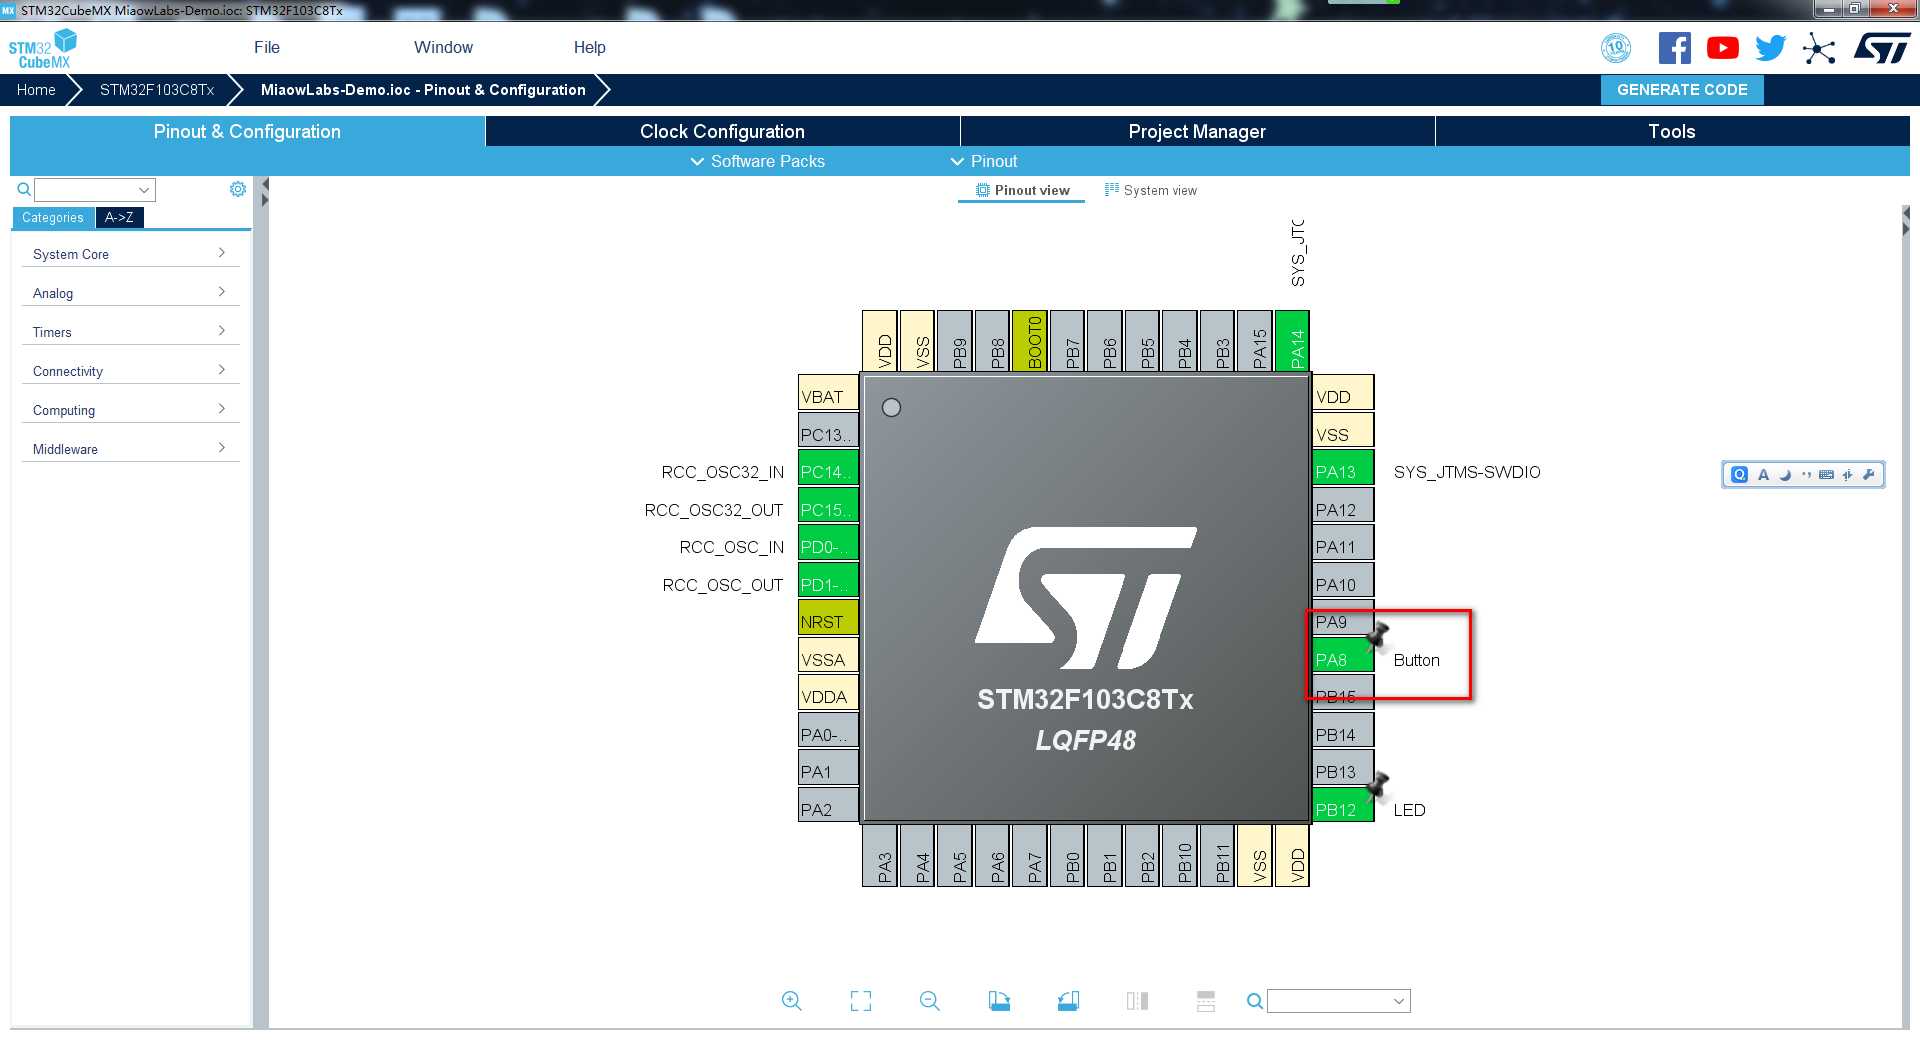 MX STM32CubeMX MiaowLabs-Demo.ioc: STM32F103C8Tx
STM32
CubeMX
File
Window
Help
10
ST
Home
STM32F103C8Tx
MiaowLabs-Demo.ioc - Pinout & Configuration
GENERATE CODE
Pinout & Configuration
Clock Configuration
Project Manager
Tools
Software Packs
Pinout
Pinout view
System view
Categories
A->Z
System Core
Analog
Timers
Connectivity
Computing
Middleware
SYS_JTC
VDD
VSS
PB9
PB8
BOOT0
PB7
PB6
PB5
PB4
PB3
PA15
PA14
VBAT
PC13..
RCC_OSC32_IN PC14..
RCC_OSC32_OUT PC15..
RCC_OSC_IN PD0-..
RCC_OSC_OUT PD1-..
NRST
VSSA
VDDA
PA0-..
PA1
PA2
ST
STM32F103C8Tx
LQFP48
VDD
VSS
PA13 SYS_JTMS-SWDIO
PA12
PA11
PA10
PA9
PA8 Button
PB15
PB14
PB13
PB12 LED
PA3
PA4
PA5
PA6
PA7
PB0
PB1
PB2
PB10
PB11
VSS
VDD
A